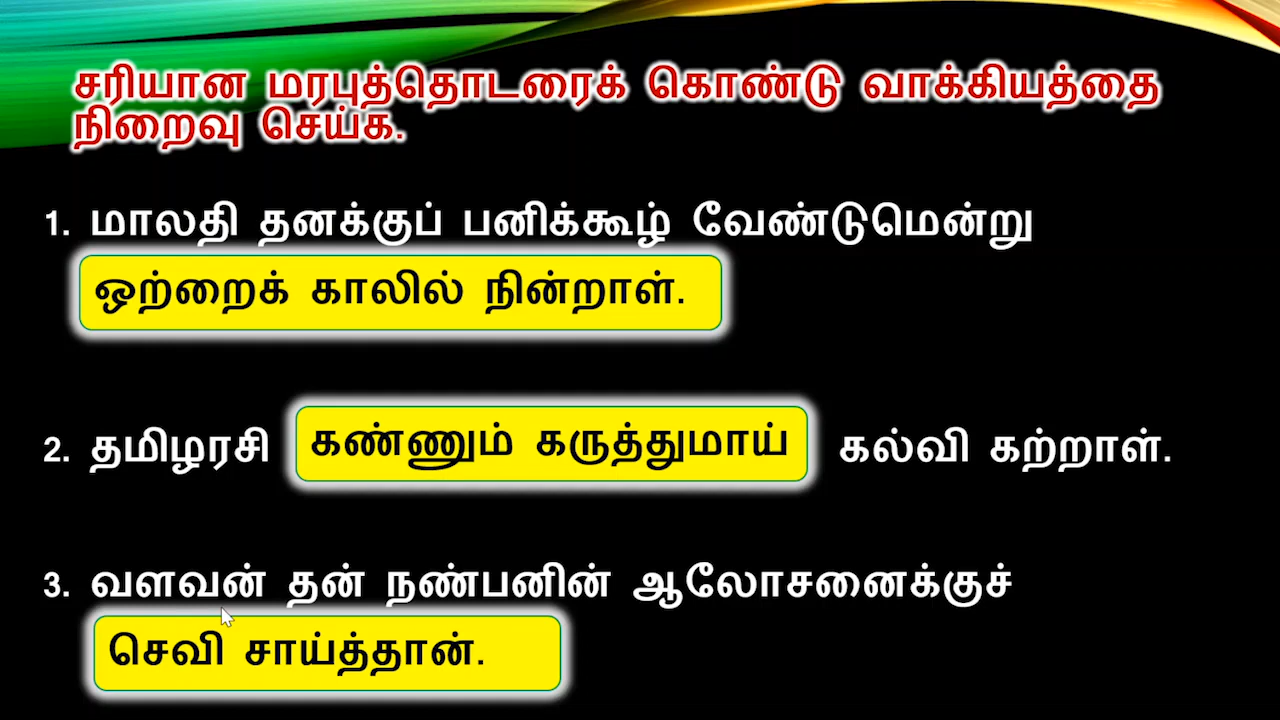 சரியான மரபுத்தொடரைக் கொண்டு வாக்கியத்தை
நிறைவு செய்க.
1. மாலதி தனக்குப் பனிக்கூழ் வேண்டுமென்று
ஒற்றைக் காலில் நின்றாள்.
2. தமிழரசி கண்ணும் கருத்துமாய் கல்வி கற்றாள்.
3. வளவன் தன் நண்பனின் ஆலோசனைக்குச்
செவி சாய்த்தான்.